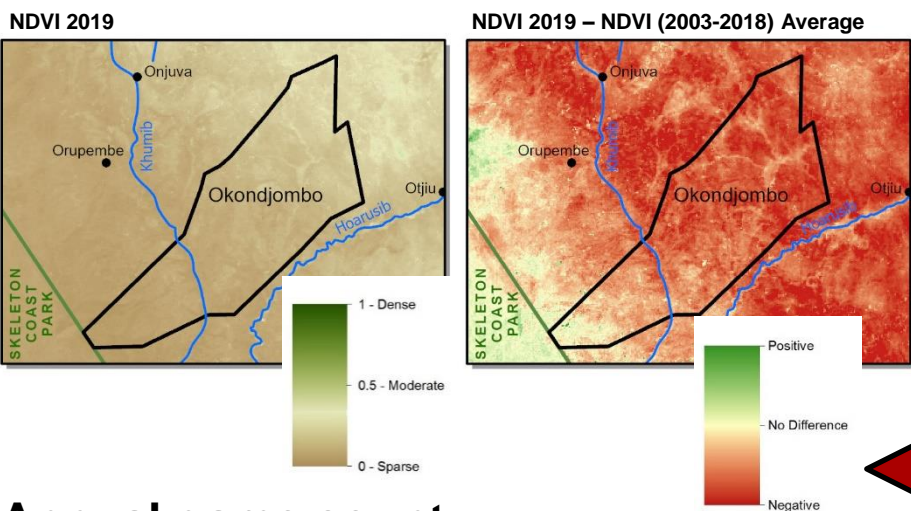 NDVI 2019
Onjuva
Orupembe
Khumib
Okondjombo
Otjiu
Hoarusib
SKELETON
COAST
PARK
1 - Dense
0.5 - Moderate
0 - Sparse
NDVI 2019 – NDVI (2003-2018) Average
Onjuva
Orupembe
Khumib
Okondjombo
Otjiu
Hoarusib
SKELETON
COAST
PARK
Positive
No Difference
Negative